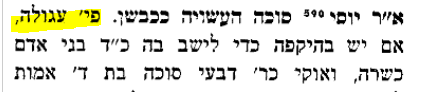 א״ר יוסי 590 סוכה העשויה ככבשן. פי׳ עגולה,
אם יש בהיקפה כדי לישב בה כ״ד בני אדם
כשרה, ואוקי כר׳ דבעי סוכה בת ד׳ אמות